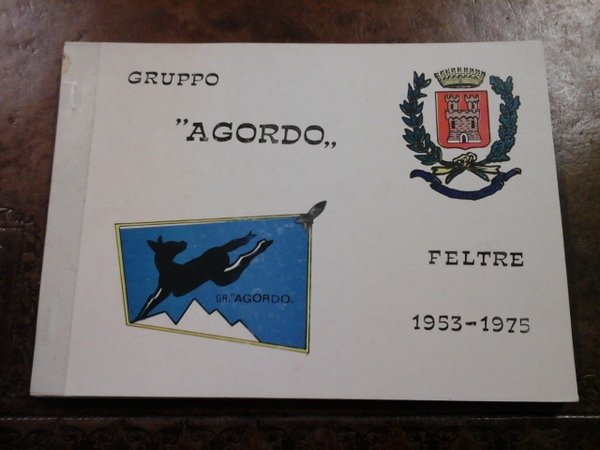 GRUPPO
"AGORDO„
GR. "AGORDO„
FELTRE
1953-1975